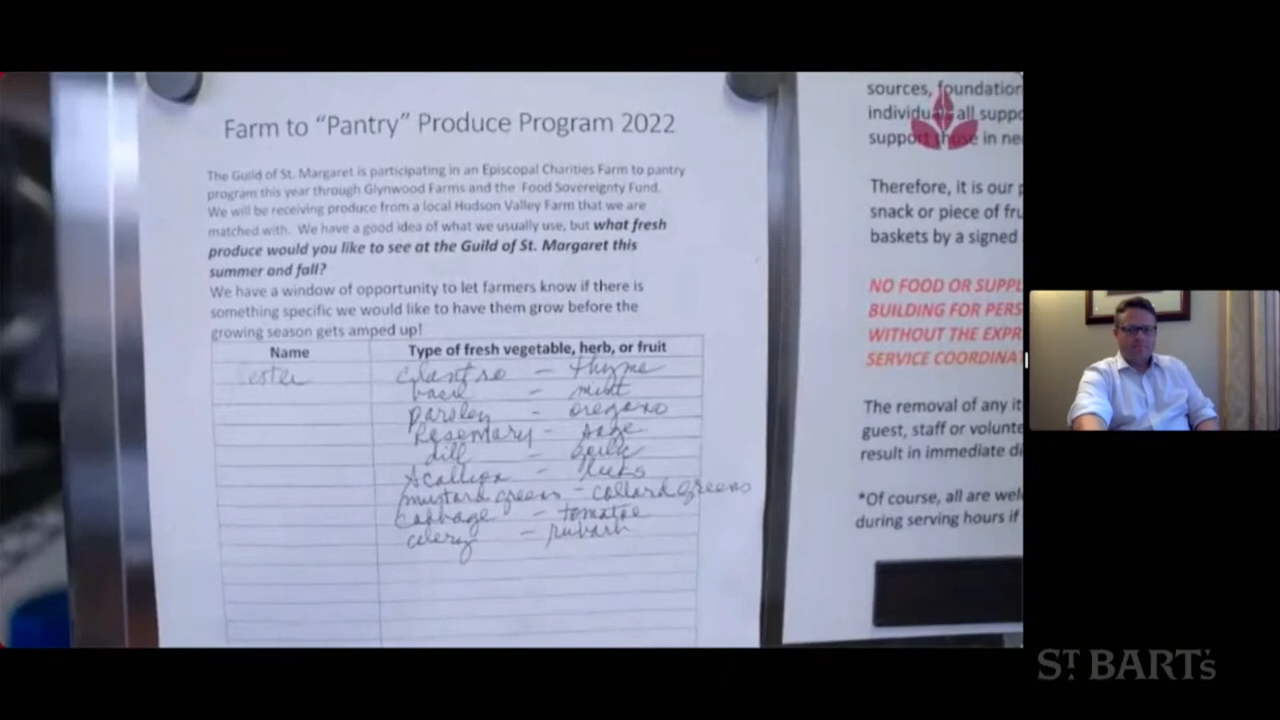 Farm to “Pantry” Produce Program 2022
The Guild of St. Margaret is participating in an Episcopal Charities Farm to pantry
program this year through Glynwood Farms and the Food Sovereignty Fund.
We will be receiving produce from a local Hudson Valley Farm that we are
matched with. We have a good idea of what we usually use, but what fresh
produce would you like to see at the Guild of St. Margaret this
summer and fall?
We have a window of opportunity to let farmers know if there is
something specific we would like to have them grow before the
growing season gets amped up!
Name Type of fresh vegetable, herb, or fruit
cilantro - thyme
basil - mint
parsley - oregano
Rosemary - sage
dill - garlic
Scallion - leeks
mustard greens - collard greens
Cabbage - tomatoe
celery - rubarb
sources, foundation
individuals all suppo
support those in ne
Therefore, it is our p
snack or piece of fru
baskets by a signed
NO FOOD OR SUPPL
BUILDING FOR PERS
WITHOUT THE EXPR
SERVICE COORDINAT
The removal of any it
guest, staff or volunte
result in immediate di
*Of course, all are wel
during serving hours if
ST BART'S